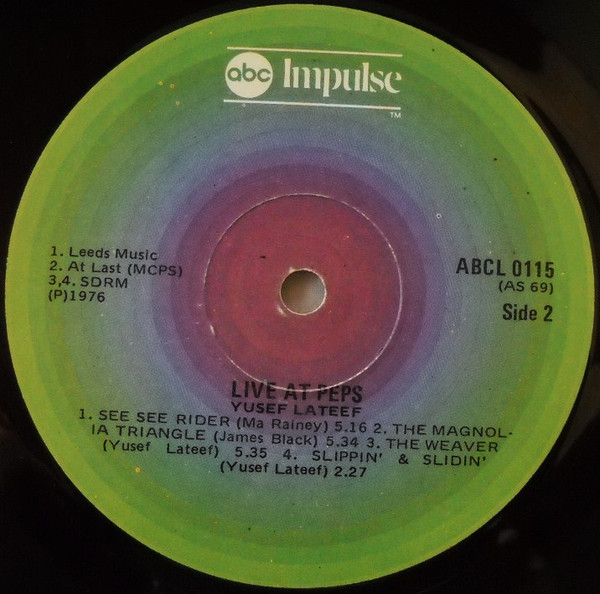 abc Impulse
TM
1. Leeds Music
2. At Last (MCPS)
3,4. SDRM
(P)1976
ABCL 0115
(AS 69)
Side 2
LIVE AT PEPS
YUSEF LATEEF
1. SEE SEE RIDER (Ma Rainey) 5.16 2. THE MAGNOL-
IA TRIANGLE (James Black) 5.34 3. THE WEAVER
(Yusef Lateef) 5.35 4. SLIPPIN' & SLIDIN'
(Yusef Lateef) 2.27